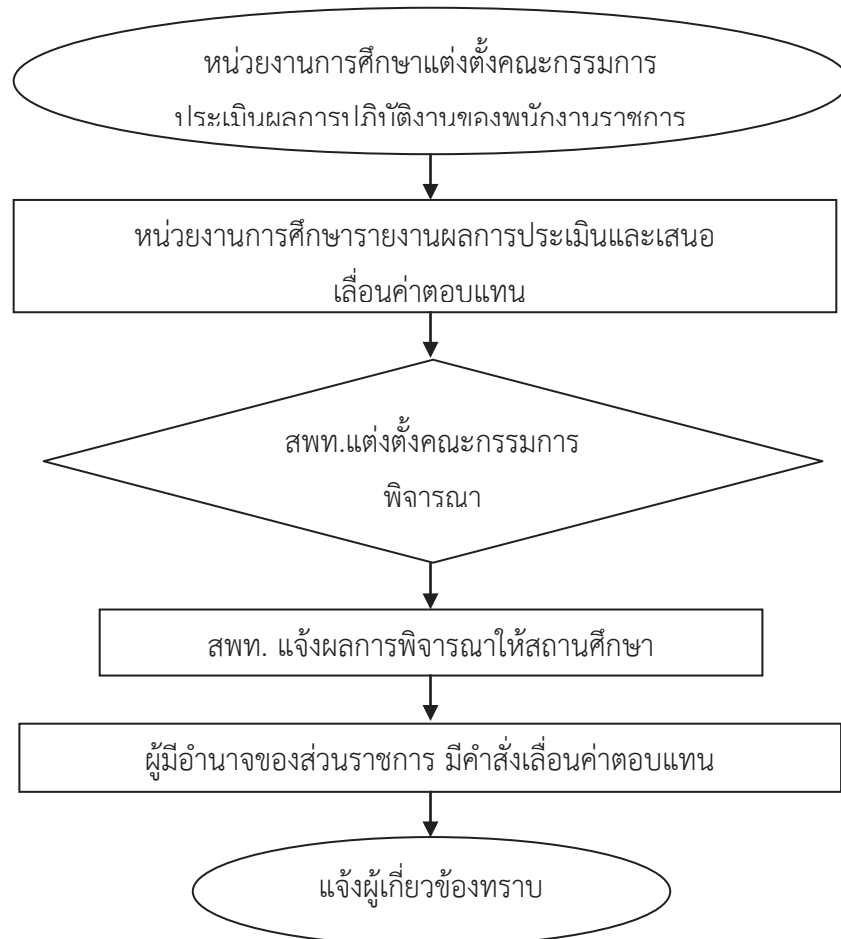 หน่วยงานการศึกษาแต่งตั้งคณะกรรมการ
ประเมินผลการปฏิบัติงานของพนักงานราชการ
หน่วยงานการศึกษารายงานผลการประเมินและเสนอ
เลื่อนค่าตอบแทน
สพท.แต่งตั้งคณะกรรมการ
พิจารณา
สพท. แจ้งผลการพิจารณาให้สถานศึกษา
ผู้มีอำนาจของส่วนราชการ มีคำสั่งเลื่อนค่าตอบแทน
แจ้งผู้เกี่ยวข้องทราบ